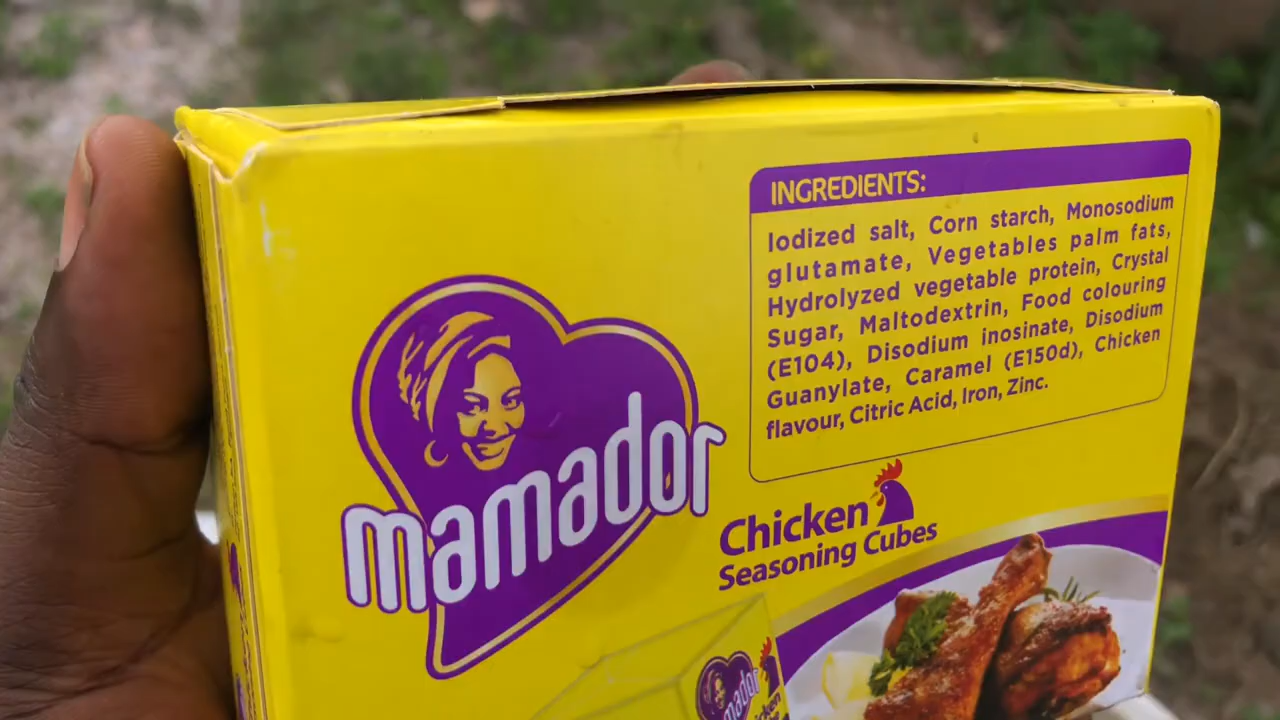 INGREDIENTS:
Iodized salt, Corn starch, Monosodium
glutamate, Vegetables palm fats,
Hydrolyzed vegetable protein, Crystal
Sugar, Maltodextrin, Food colouring
(E104), Disodium inosinate, Disodium
Guanylate, Caramel (E150d), Chicken
flavour, Citric Acid, Iron, Zinc.
mamador
Chicken
Seasoning Cubes
mamador